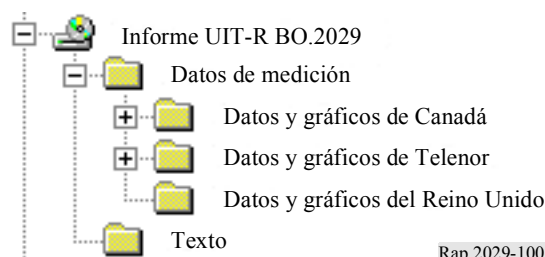 Informe UIT-R BO.2029
Datos de medición
Datos y gráficos de Canadá
Datos y gráficos de Telenor
Datos y gráficos del Reino Unido
Texto
Rap 2029-100